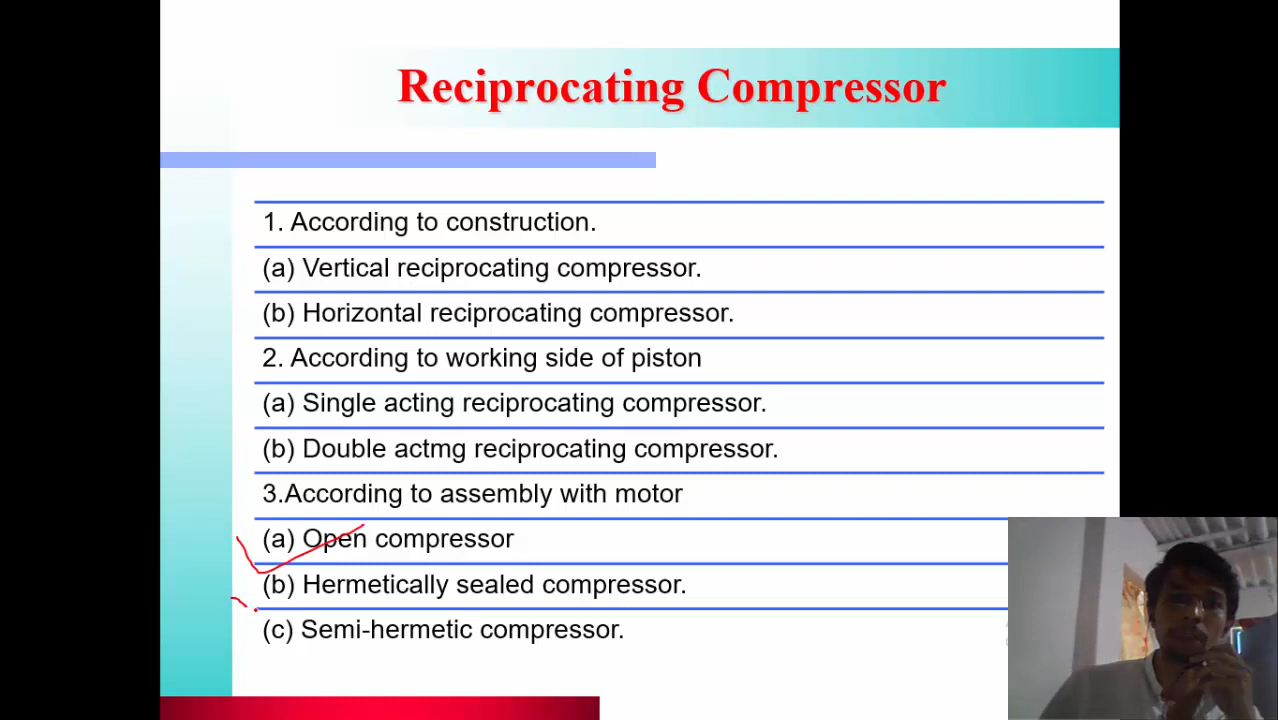 Reciprocating Compressor
1. According to construction.
(a) Vertical reciprocating compressor.
(b) Horizontal reciprocating compressor.
2. According to working side of piston
(a) Single acting reciprocating compressor.
(b) Double actmg reciprocating compressor.
3.According to assembly with motor
(a) Open compressor
(b) Hermetically sealed compressor.
(c) Semi-hermetic compressor.